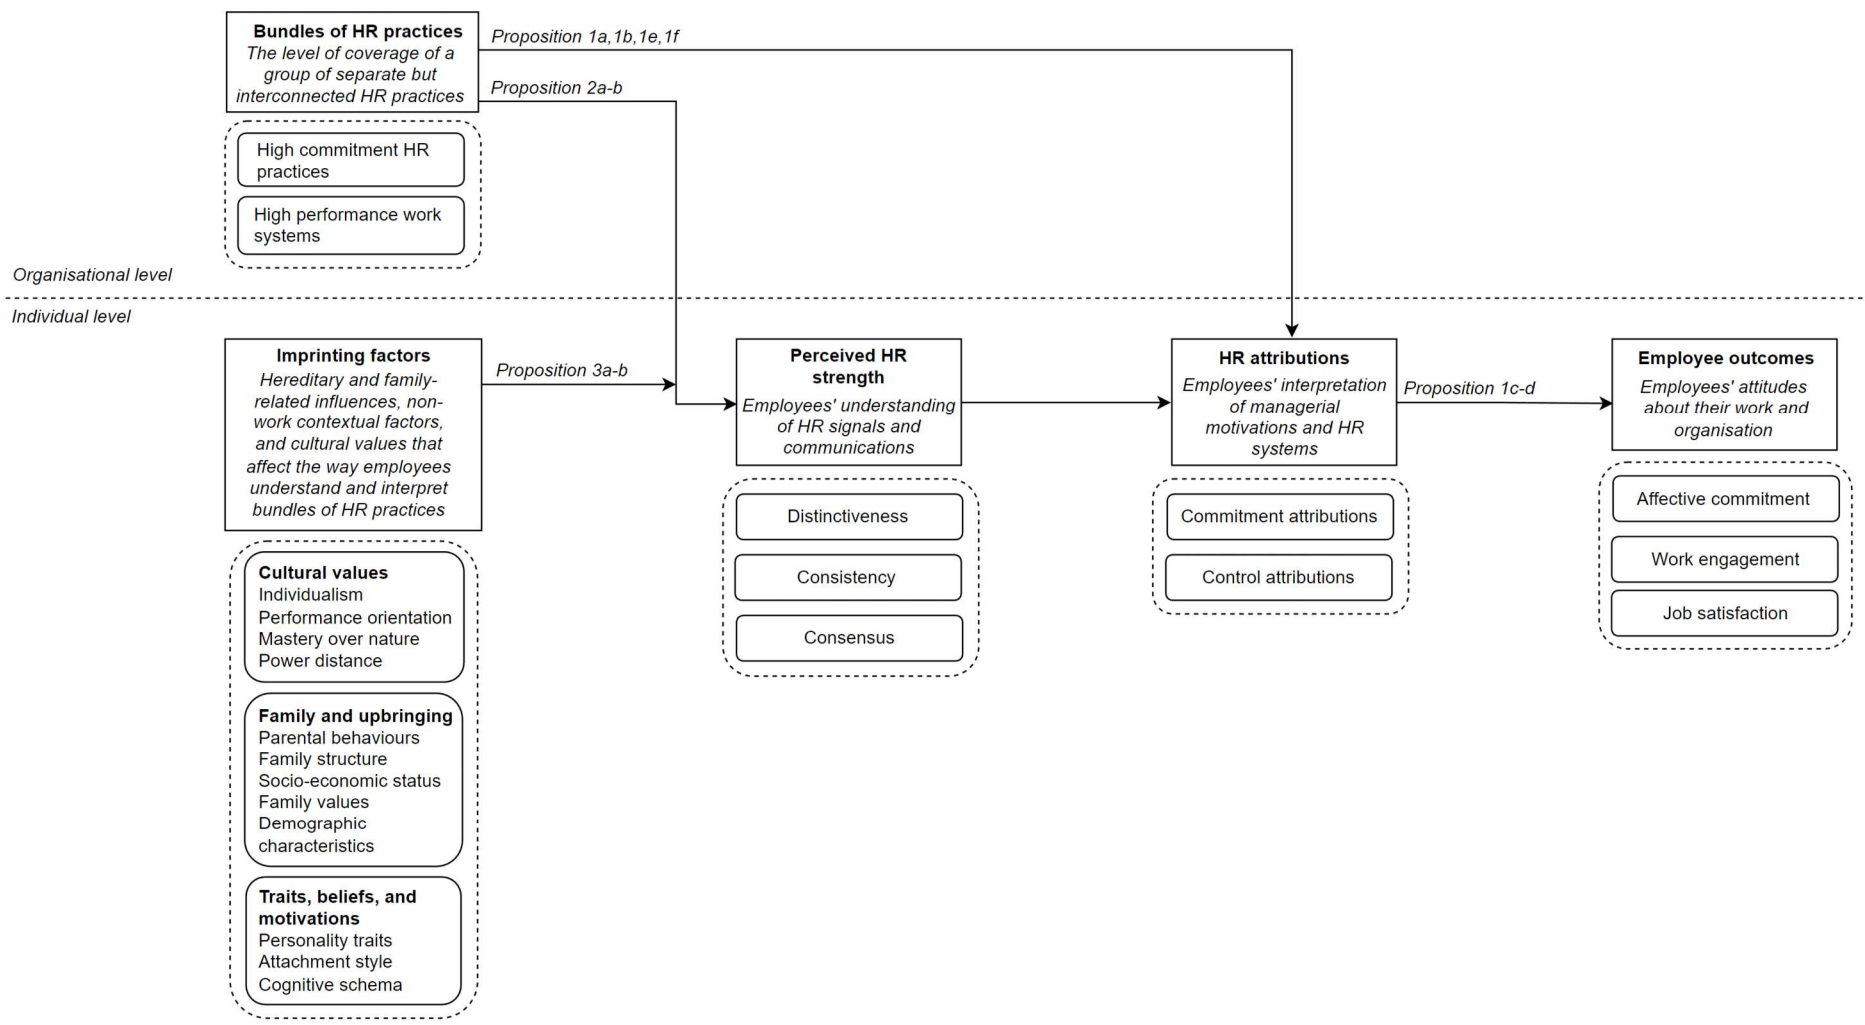 Bundles of HR practices
The level of coverage of a
group of separate but
interconnected HR practices
Proposition 1a,1b,1e,1f
Proposition 2a-b
High commitment HR
practices
High performance work
systems
Organisational level
Individual level
Imprinting factors
Hereditary and family-
related influences, non-
work contextual factors,
and cultural values that
affect the way employees
understand and interpret
bundles of HR practices
Proposition 3a-b
Perceived HR
strength
Employees' understanding
of HR signals and
communications
HR attributions
Employees' interpretation
of managerial
motivations and HR
systems
Proposition 1c-d
Employee outcomes
Employees' attitudes
about their work and
organisation
Cultural values
Individualism
Performance orientation
Mastery over nature
Power distance
Family and upbringing
Parental behaviours
Family structure
Socio-economic status
Family values
Demographic
characteristics
Traits, beliefs, and
motivations
Personality traits
Attachment style
Cognitive schema
Distinctiveness
Consistency
Consensus
Commitment attributions
Control attributions
Affective commitment
Work engagement
Job satisfaction